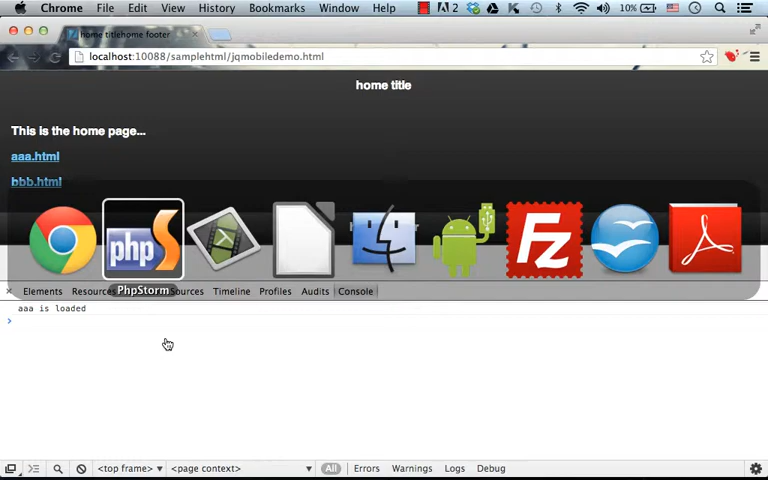 Chrome File Edit View History Bookmarks Window Help 2 10%
home titlehome footer
localhost:10088/samplehtml/jqmobiledemo.html
home title
This is the home page...
aaa.html
bbb.html
php S
Fz
PhpStorm
Elements Resources Sources Timeline Profiles Audits Console
aaa is loaded
<top frame> <page context> All Errors Warnings Logs Debug